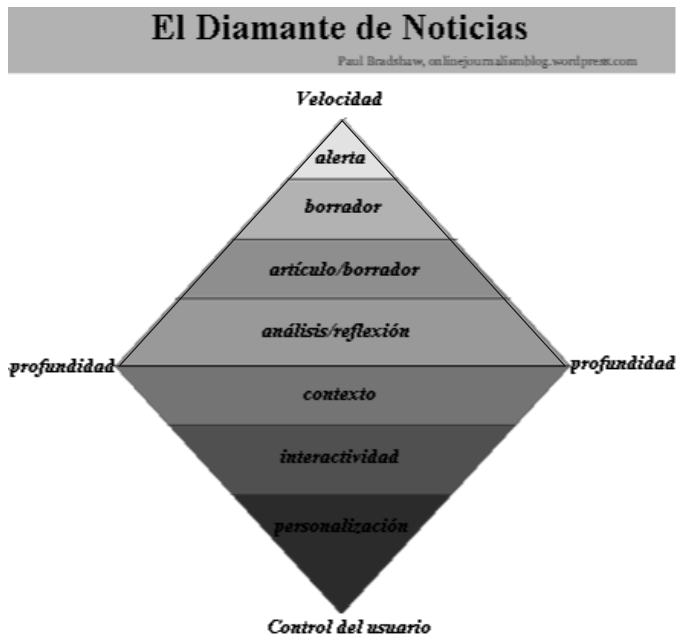 El Diamante de Noticias
Paul Bradshaw, onlinejournalismblog.wordpress.com
Velocidad
alerta
borrador
artículo/borrador
análisis/reflexión
profundidad
profundidad
contexto
interactividad
personalización
Control del usuario